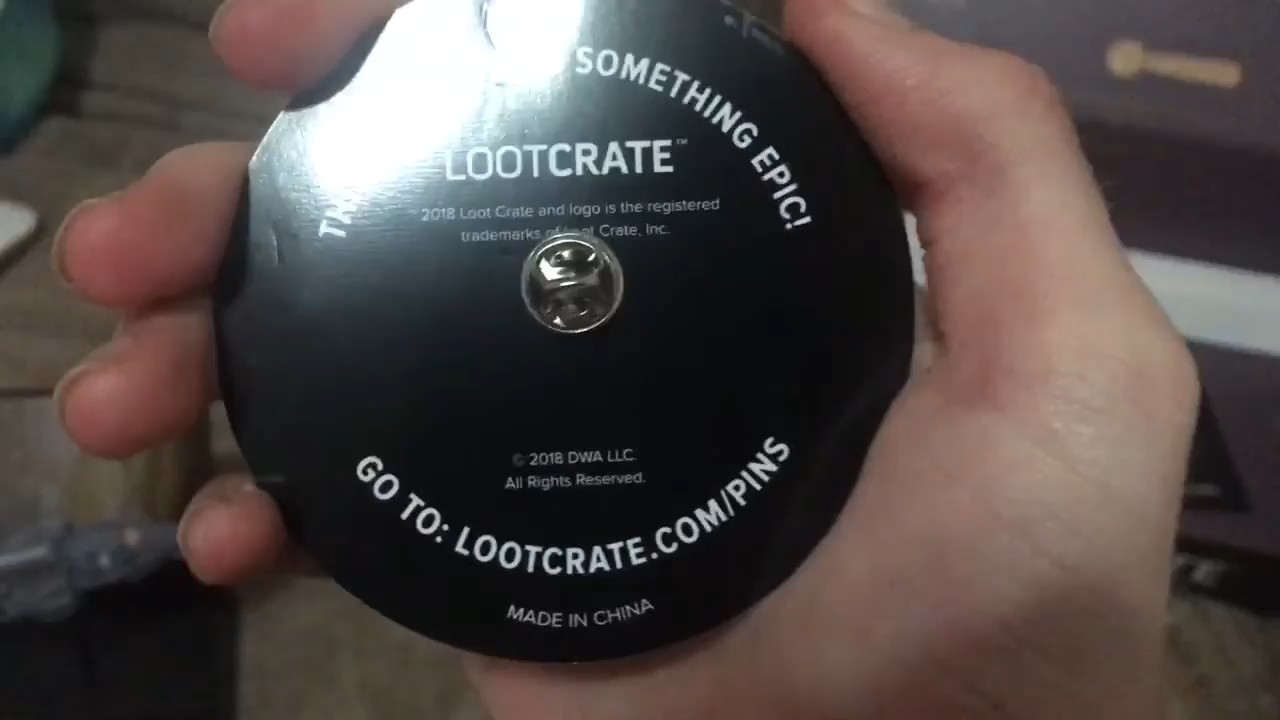 SOMETHING EPIC!
LOOTCRATE™
2018 Loot Crate and logo is the registered
trademarks of Loot Crate, Inc.
© 2018 DWA LLC.
All Rights Reserved.
GO TO: LOOTCRATE.COM/PINS
MADE IN CHINA